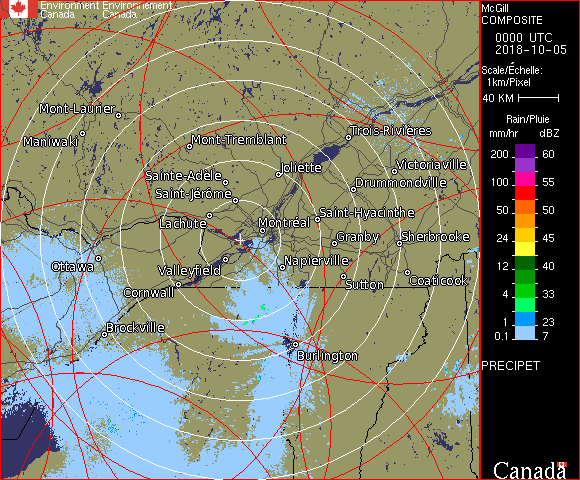 Environment Environnement
Canada Canada
McGill
COMPOSITE
0000 UTC
2018-10-05
Scale/Échelle:
1km/Pixel
40 KM
Rain/Pluie
mm/hr dBZ
200 60
100 55
50 50
24 45
12 40
4 33
1 23
0.1 7
PRECIPET
Canada
Mont-Laurier
Maniwaki
Mont-Tremblant
Trois-Rivières
Sainte-Adèle
Joliette
Victoriaville
Saint-Jérôme
Drummondville
Lachute
Montréal
Saint-Hyacinthe
Granby
Sherbrooke
Ottawa
Valleyfield
Napierville
Cornwall
Sutton
Coaticook
Brockville
Burlington